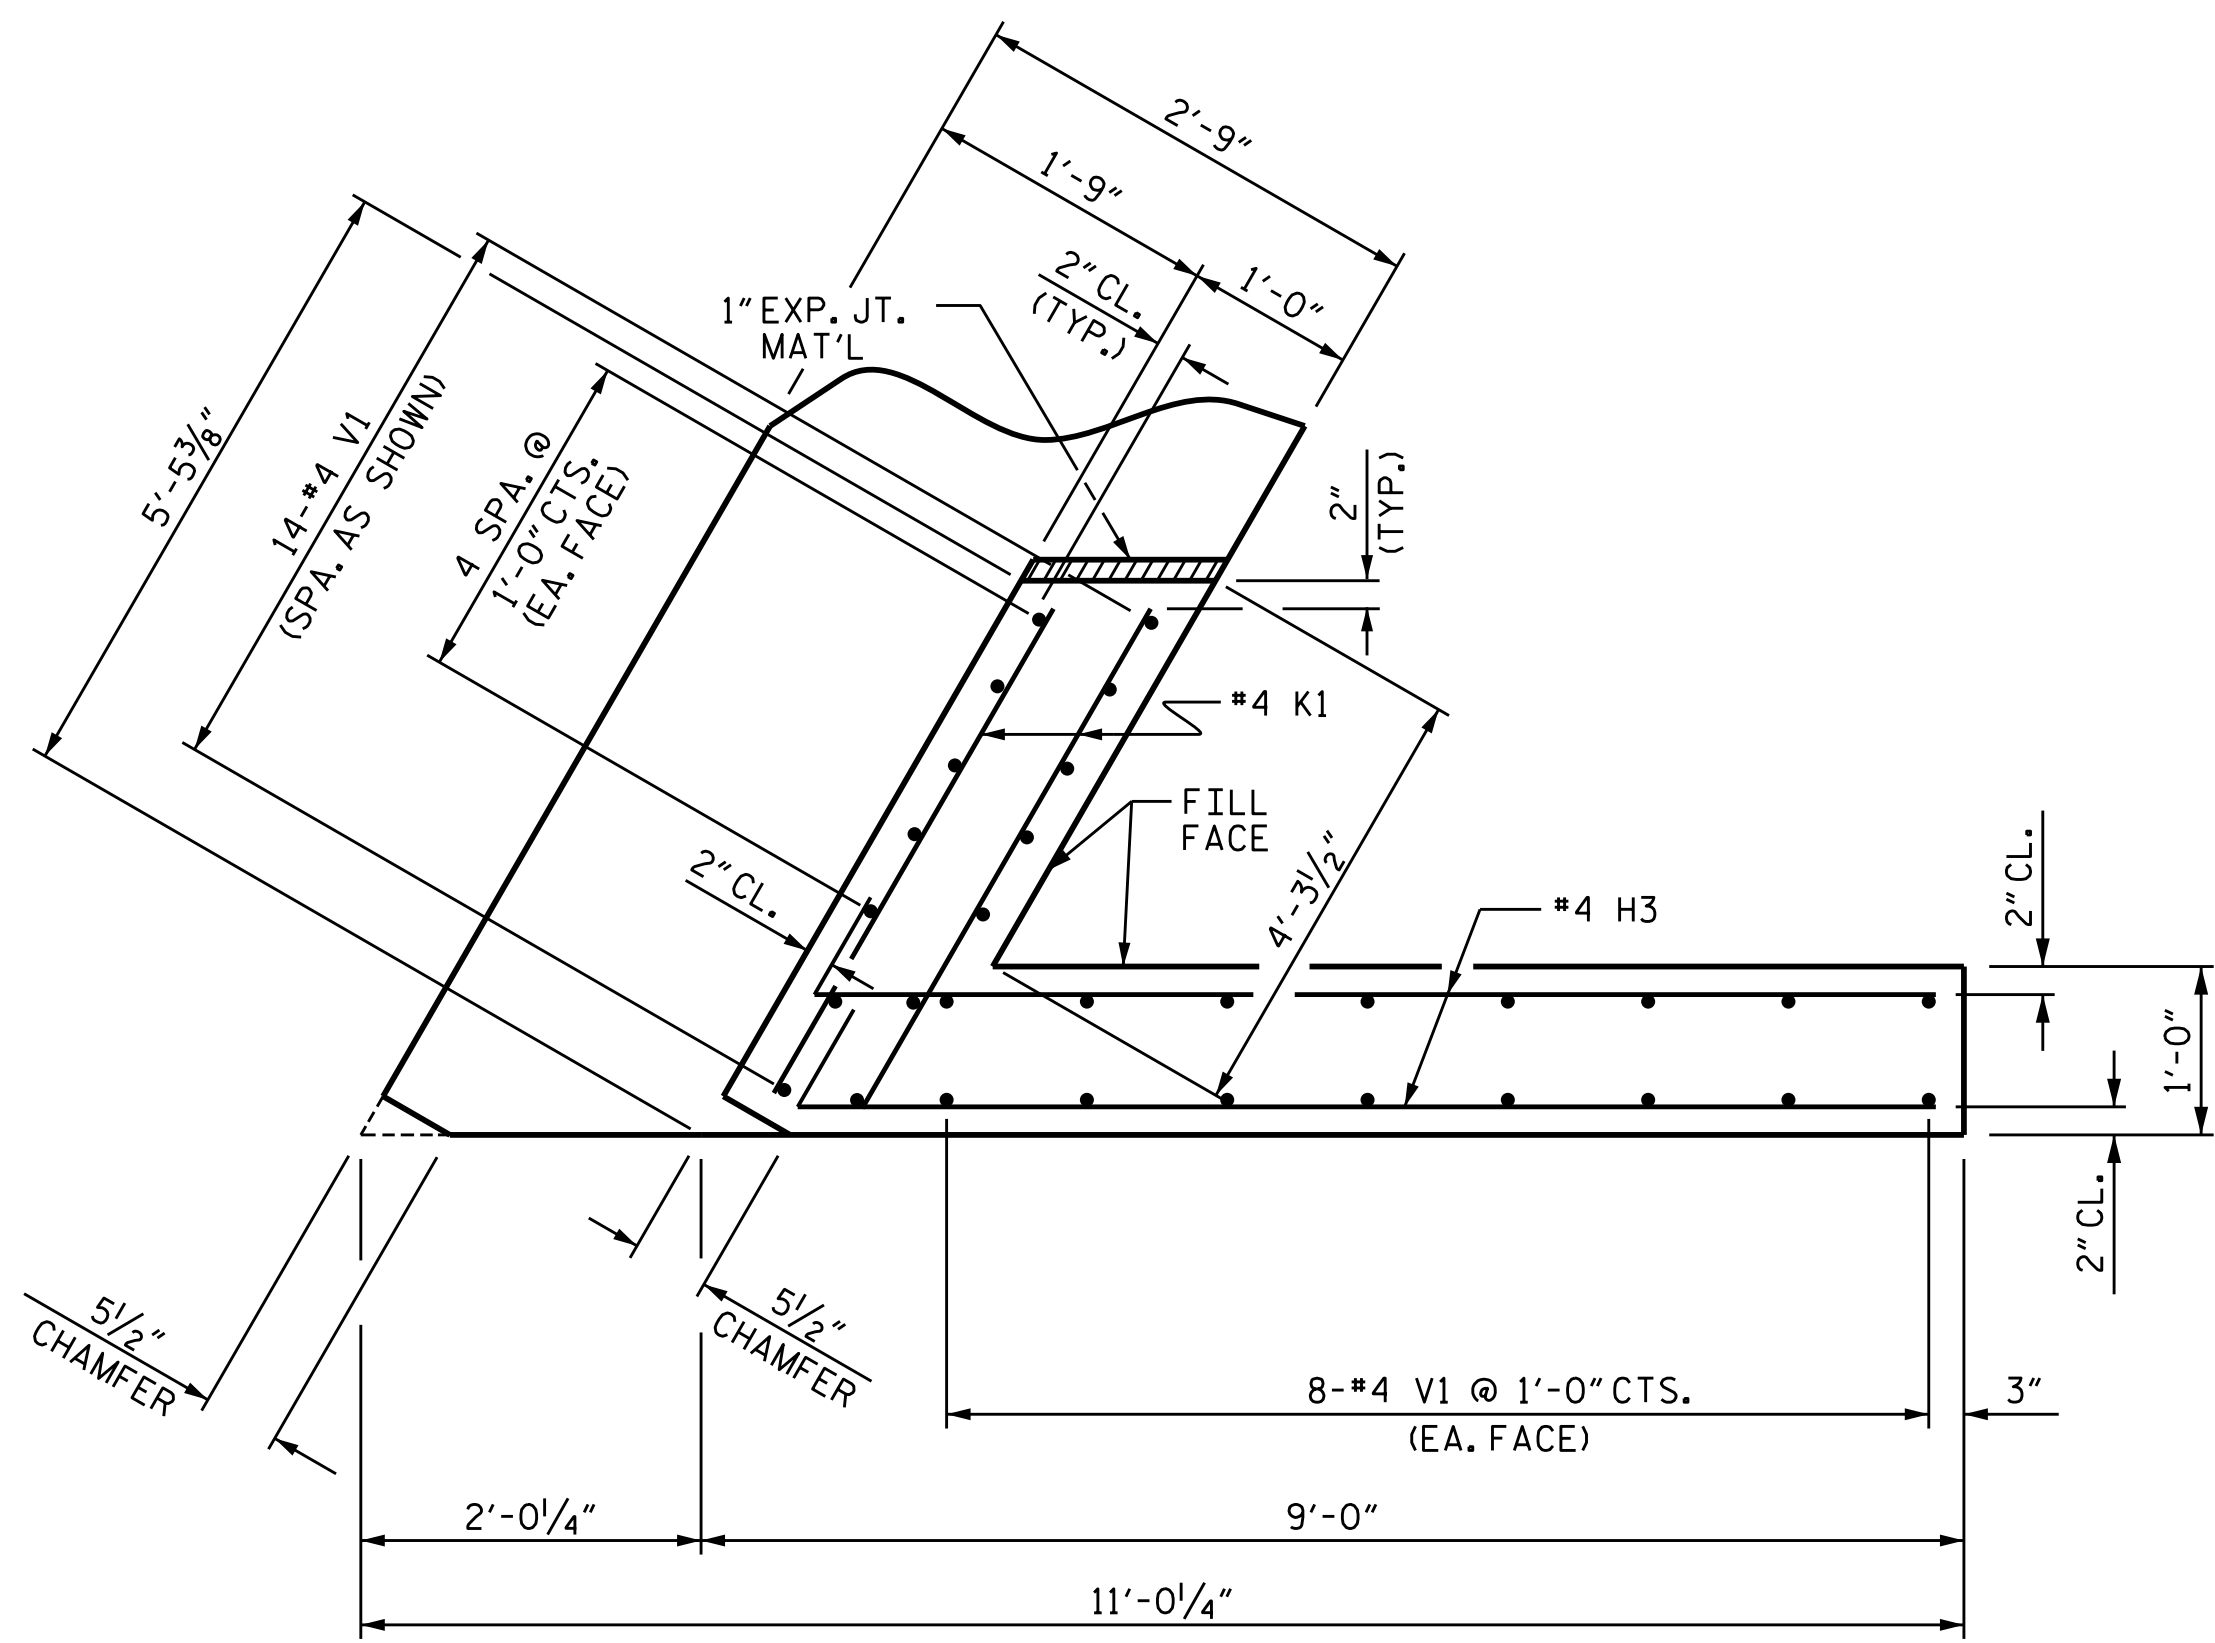 2'-9"
1'-9"
1'-0"
2" CL.
(TYP.)
1" EXP. JT.
MAT'L
5'-5 3/8"
14-#4 V1
(SPA. AS SHOWN)
4 SPA. @
1'-0" CTS.
(EA. FACE)
2"
(TYP.)
#4 K1
FILL
FACE
2" CL.
4'-3 1/2"
#4 H3
2" CL.
1'-0"
2" CL.
5 1/2"
CHAMFER
5 1/2"
CHAMFER
8-#4 V1 @ 1'-0" CTS.
(EA. FACE)
3"
2'-0 1/4"
9'-0"
11'-0 1/4"